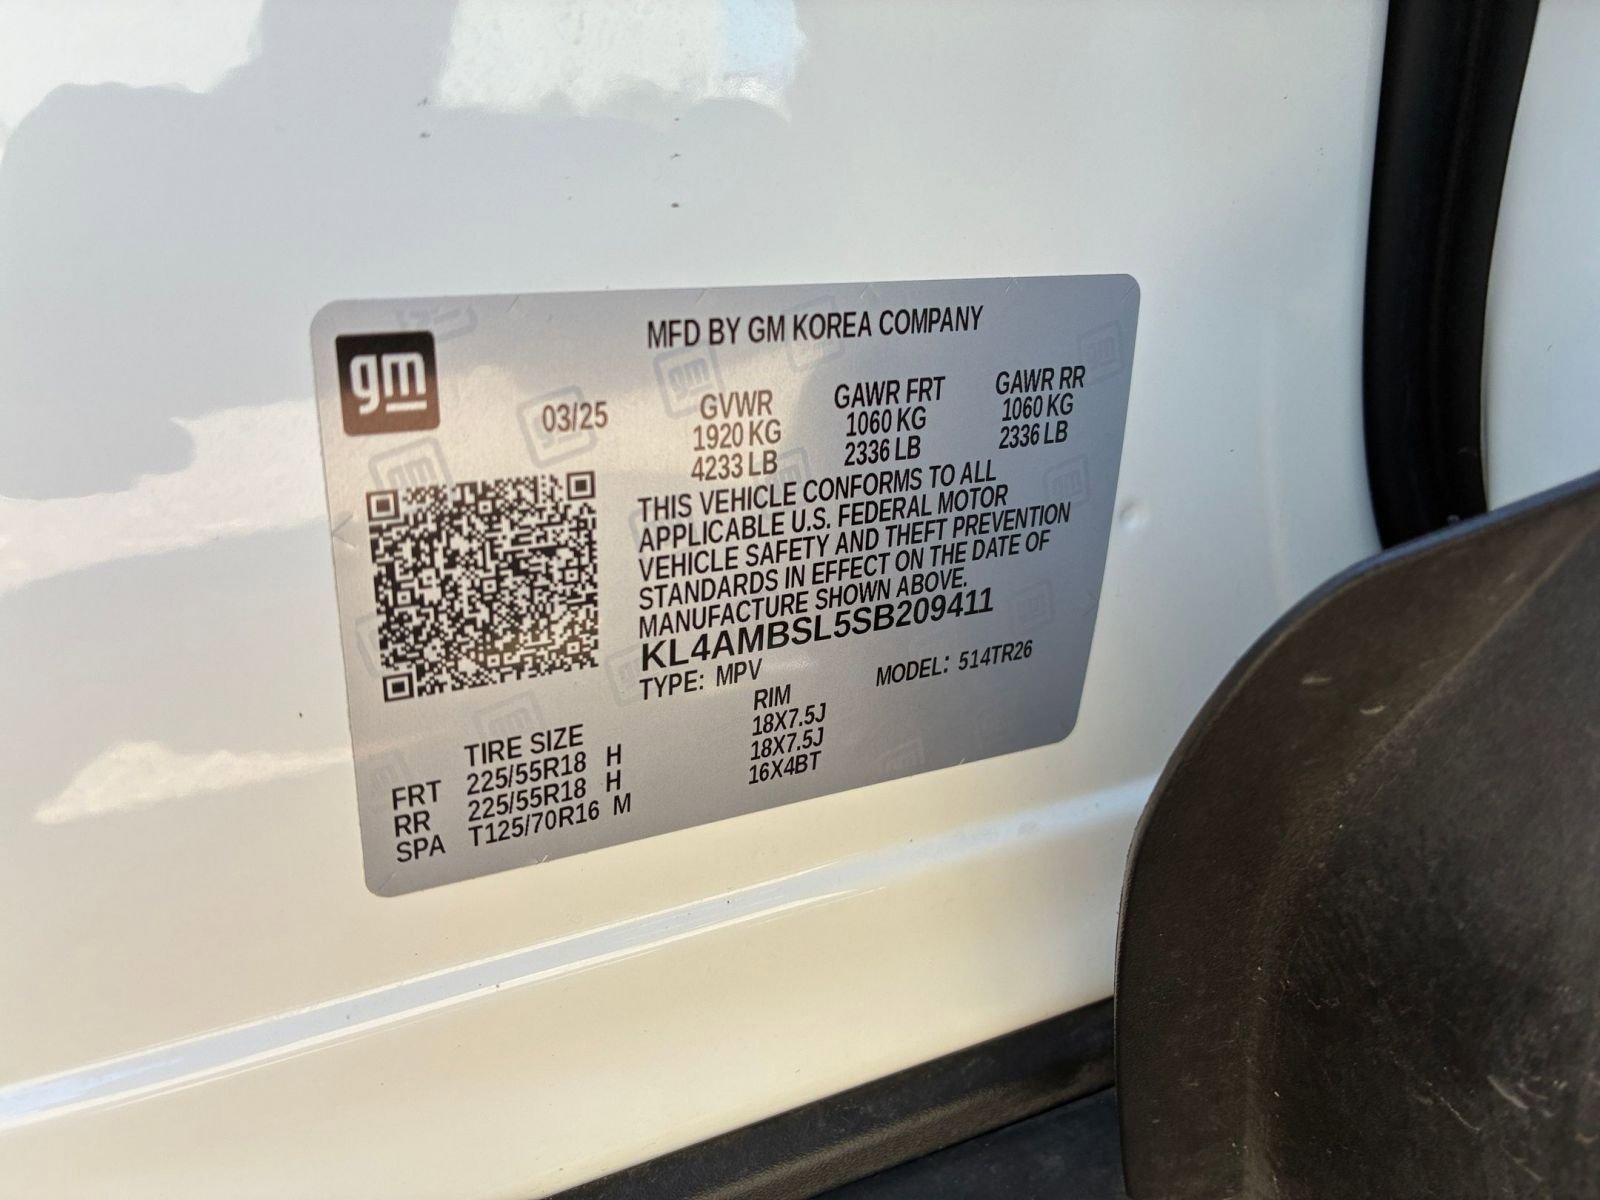 gm
MFD BY GM KOREA COMPANY
03/25
GVWR GAWR FRT GAWR RR
1920 KG 1060 KG 1060 KG
4233 LB 2336 LB 2336 LB
THIS VEHICLE CONFORMS TO ALL
APPLICABLE U.S. FEDERAL MOTOR
VEHICLE SAFETY AND THEFT PREVENTION
STANDARDS IN EFFECT ON THE DATE OF
MANUFACTURE SHOWN ABOVE.
KL4AMBSL5SB209411
TYPE: MPV MODEL: 514TR26
TIRE SIZE RIM
FRT 225/55R18 H 18X7.5J
RR 225/55R18 H 18X7.5J
SPA T125/70R16 M 16X4BT